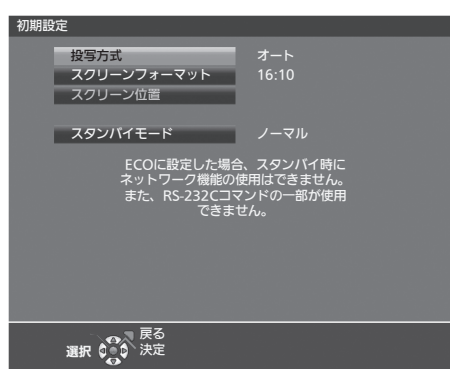 初期設定
投写方式 オート
スクリーンフォーマット 16:10
スクリーン位置
スタンバイモード ノーマル
ECOに設定した場合、スタンバイ時に
ネットワーク機能の使用はできません。
また、RS-232Cコマンドの一部が使用
できません。
戻る
選択 決定